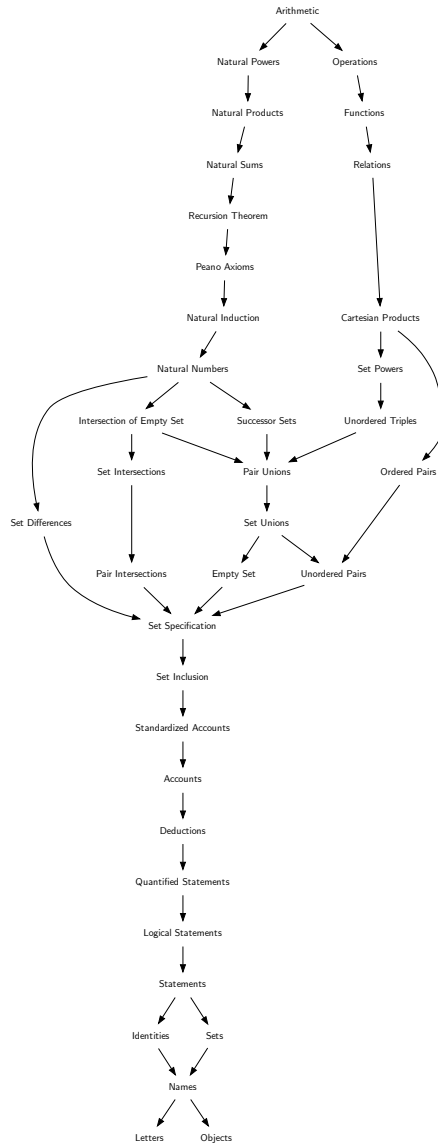 Arithmetic
Natural Powers
Operations
Natural Products
Functions
Natural Sums
Relations
Recursion Theorem
Peano Axioms
Natural Induction
Cartesian Products
Natural Numbers
Set Powers
Intersection of Empty Set
Successor Sets
Unordered Triples
Set Intersections
Pair Unions
Ordered Pairs
Set Differences
Set Unions
Pair Intersections
Empty Set
Unordered Pairs
Set Specification
Set Inclusion
Standardized Accounts
Accounts
Deductions
Quantified Statements
Logical Statements
Statements
Identities
Sets
Names
Letters
Objects